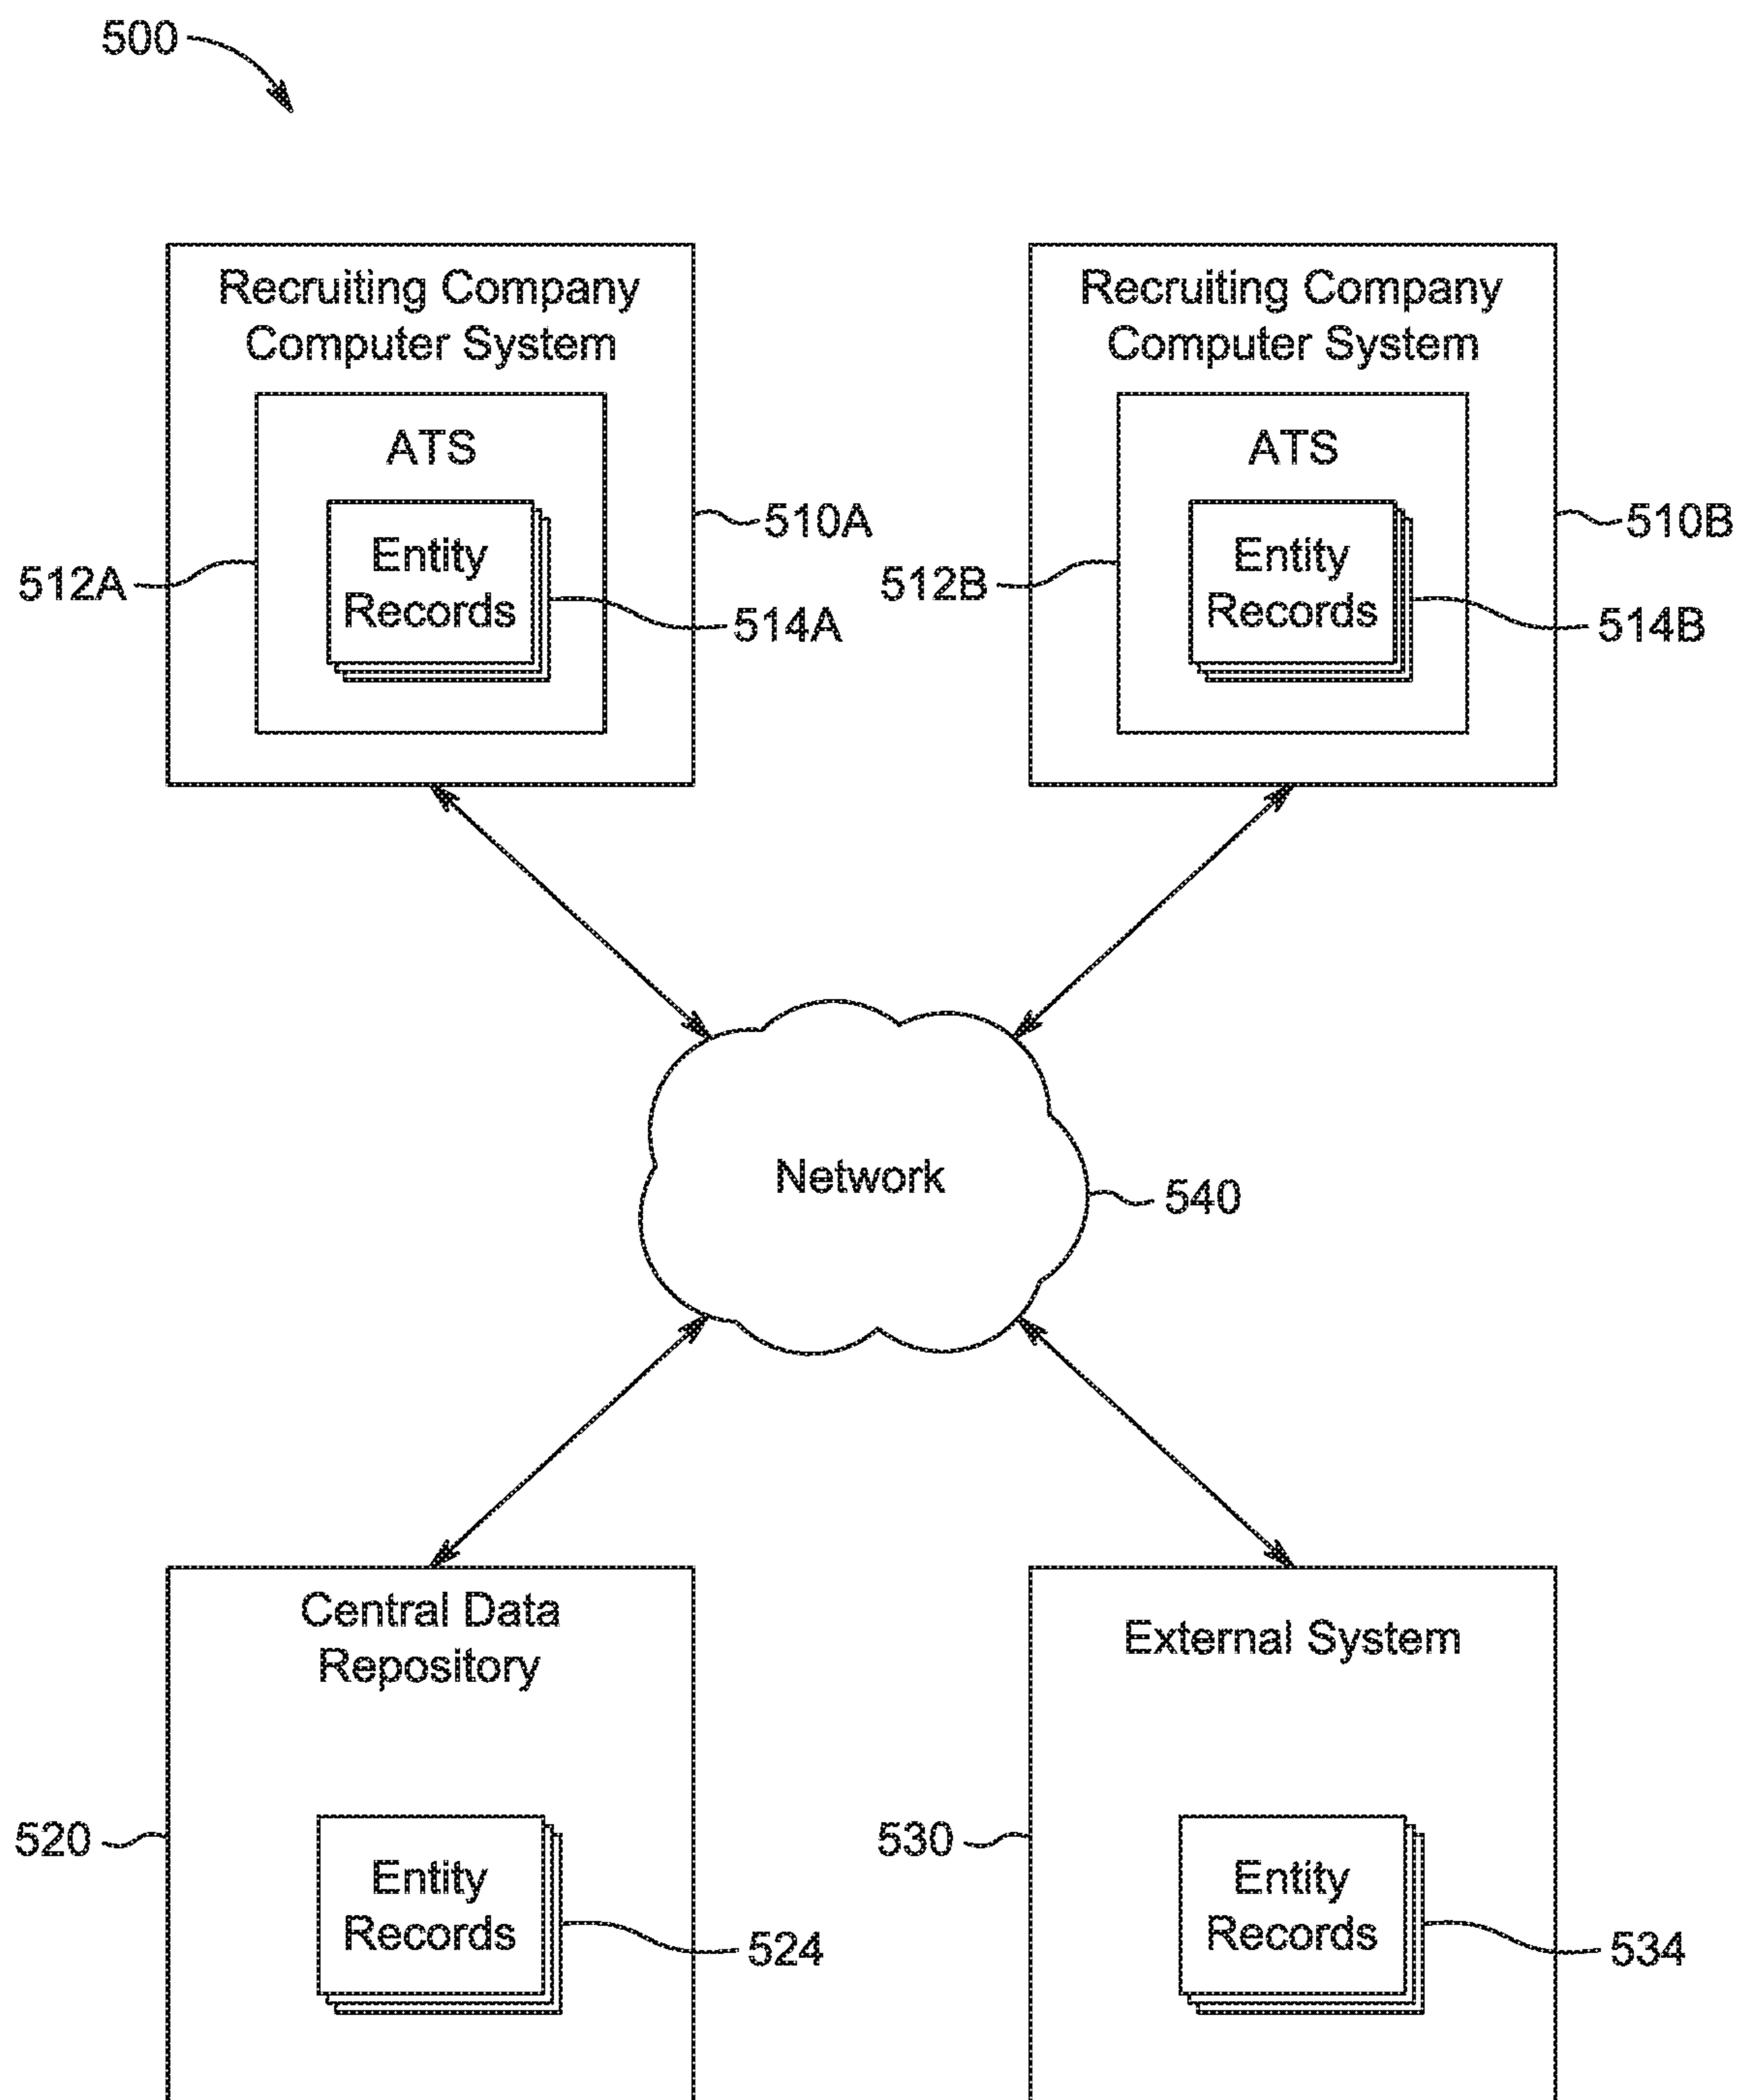 500
Recruiting Company
Computer System
ATS
Entity
Records
510A
512A
514A
Recruiting Company
Computer System
ATS
Entity
Records
510B
512B
514B
Network
540
Central Data
Repository
Entity
Records
520
524
External System
Entity
Records
530
534